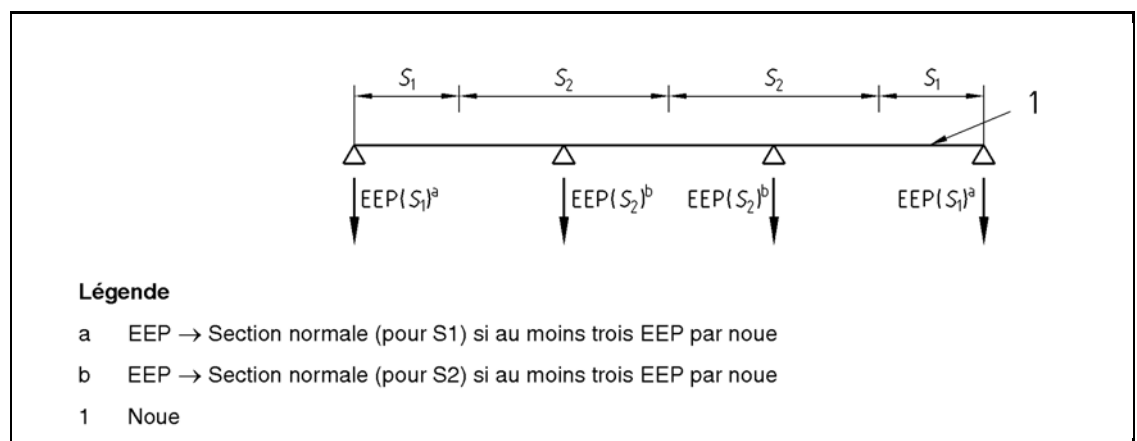 S1 S2 S2 S1
1
EEP(S1)a EEP(S2)b EEP(S2)b EEP(S1)a
Légende
a EEP → Section normale (pour S1) si au moins trois EEP par noue
b EEP → Section normale (pour S2) si au moins trois EEP par noue
1 Noue